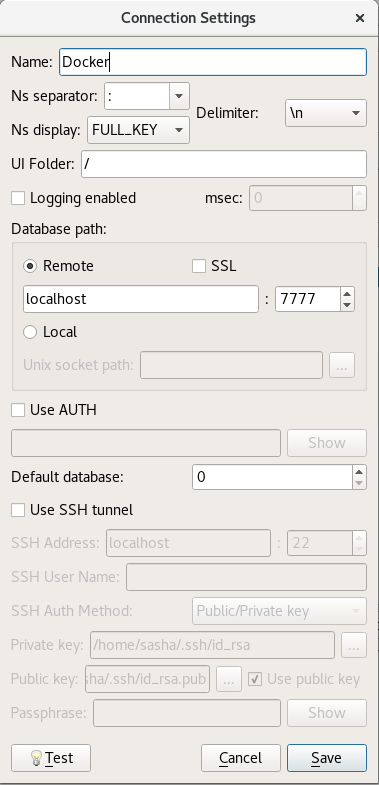 Connection Settings ×
Name: Docker
Ns separator: :
Delimiter: \n
Ns display: FULL_KEY
UI Folder: /
Logging enabled msec: 0
Database path:
Remote SSL
localhost : 7777
Local
Unix socket path: ...
Use AUTH
Show
Default database: 0
Use SSH tunnel
SSH Address: localhost : 22
SSH User Name:
SSH Auth Method: Public/Private key
Private key: /home/sasha/.ssh/id_rsa ...
Public key: sha/.ssh/id_rsa.pub ... Use public key
Passphrase: Show
Test Cancel Save